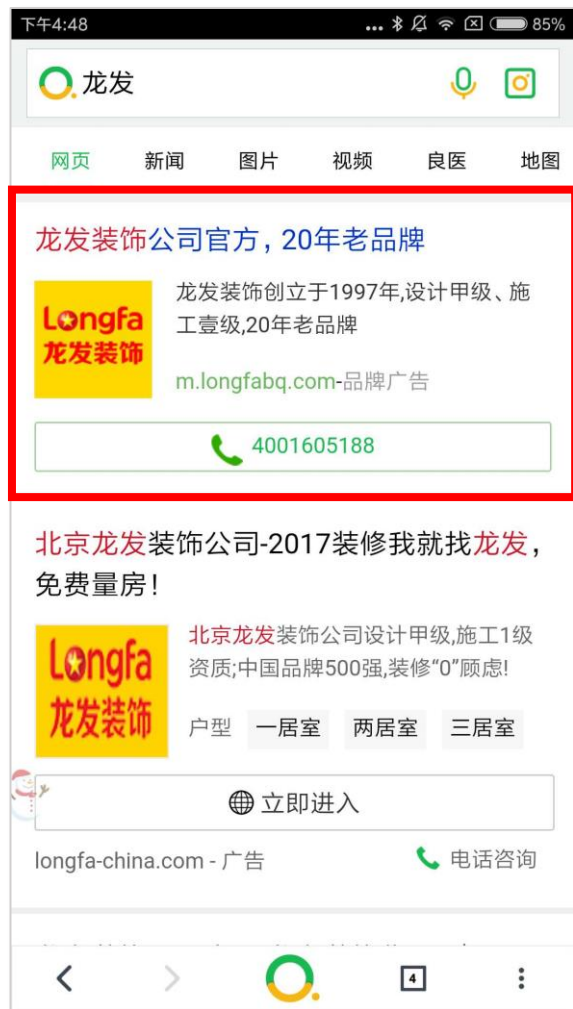 下午4:48
... 85%
龙发
网页 新闻 图片 视频 良医 地图
龙发装饰公司官方，20年老品牌
Longfa
龙发装饰
龙发装饰创立于1997年,设计甲级、施
工壹级,20年老品牌
m.longfabq.com-品牌广告
4001605188
北京龙发装饰公司-2017装修我就找龙发，
免费量房！
Longfa
龙发装饰
北京龙发装饰公司设计甲级,施工1级
资质;中国品牌500强,装修“0”顾虑!
户型 一居室 两居室 三居室
立即进入
longfa-china.com - 广告
电话咨询
4